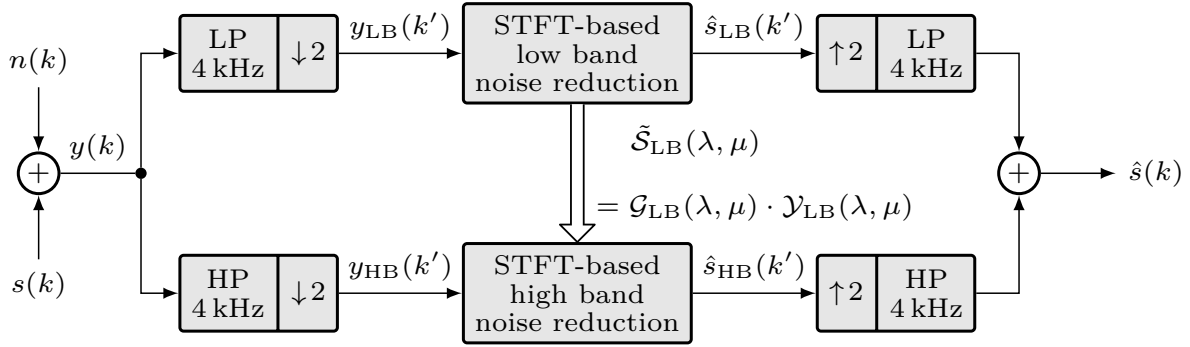 LP
4 kHz
↓2
y_LB(k′)
STFT-based
low band
noise reduction
ŝ_LB(k′)
↑2
LP
4 kHz
n(k)
y(k)
+
s(k)
S̃_LB(λ, μ)
= G_LB(λ, μ) · Y_LB(λ, μ)
+
ŝ(k)
HP
4 kHz
↓2
y_HB(k′)
STFT-based
high band
noise reduction
ŝ_HB(k′)
↑2
HP
4 kHz